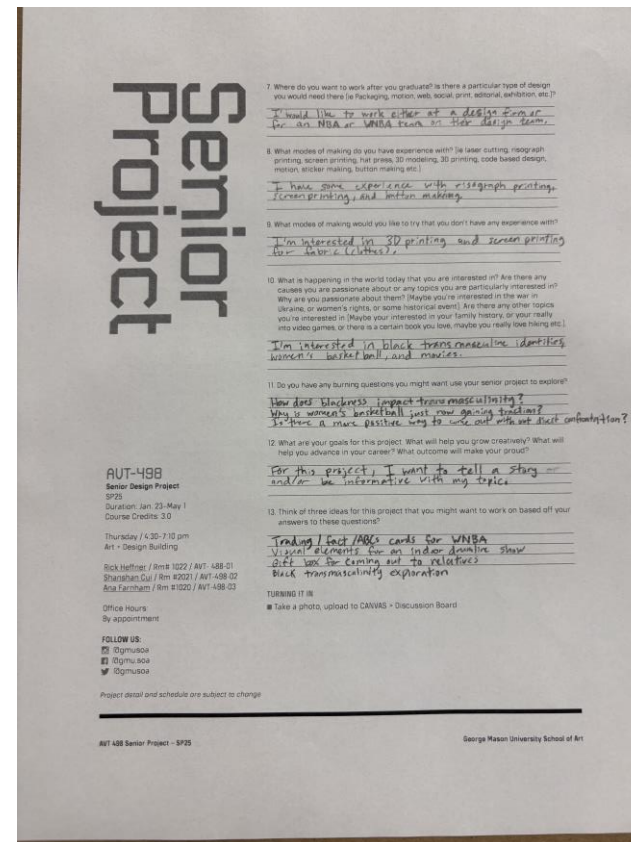 Senior
Project
7. Where do you want to work after you graduate? Is there a particular type of design
you would need there (ie Packaging, motion, web, social, print, editorial, exhibition, etc.)?
I would like to work either at a design firm or
for an NBA or WNBA team on their design team.
8. What modes of making do you have experience with? (ie laser cutting, risograph
printing, screen printing, hat press, 3D modeling, 3D printing, code based design,
motion, sticker making, button making etc.)
I have some experience with risograph printing,
screenprinting, and button making.
9. What modes of making would you like to try that you don't have any experience with?
I'm interested in 3D printing and screen printing
for fabric (clothes).
10. What is happening in the world today that you are interested in? Are there any
causes you are passionate about or any topics you are particularly interested in?
Why are you passionate about them? (Maybe you're interested in the war in
Ukraine, or women's rights, or some historical event) Are there any other topics
you're interested in (Maybe your interested in your family history, or your really
into video games, or there is a certain book you love, maybe you really love hiking etc.)
I'm interested in black transmasculine identities,
women's basketball, and movies.
11. Do you have any burning questions you might want use your senior project to explore?
How does blackness impact transmasculinity?
Why is women's basketball just now gaining traction?
Is there a more positive way to come out without direct confrontation?
12. What are your goals for this project. What will help you grow creatively? What will
help you advance in your career? What outcome will make your proud?
For this project, I want to tell a story
and/or be informative with my topic.
13. Think of three ideas for this project that you might want to work on based off your
answers to these questions?
Trading / fact / ABCs cards for WNBA
Visual elements for an indoor drumline show
Gift box for coming out to relatives
Black transmasculinity exploration
TURNING IT IN:
Take a photo, upload to CANVAS > Discussion Board
AVT-498
Senior Design Project
SP25
Duration: Jan. 23-May 1
Course Credits: 3.0
Thursday / 4:30-7:10 pm
Art + Design Building
Rick Heffner / Rm# 1022 / AVT- 488-01
Shanshan Cui / Rm #2021 / AVT-498-02
Ana Farnham / Rm #1020 / AVT-498-03
Office Hours
By appointment
FOLLOW US:
@gmusoa
/@gmu.soa
/@gmusoa
Project detail and schedule are subject to change
AVT 498 Senior Project – SP25
George Mason University School of Art